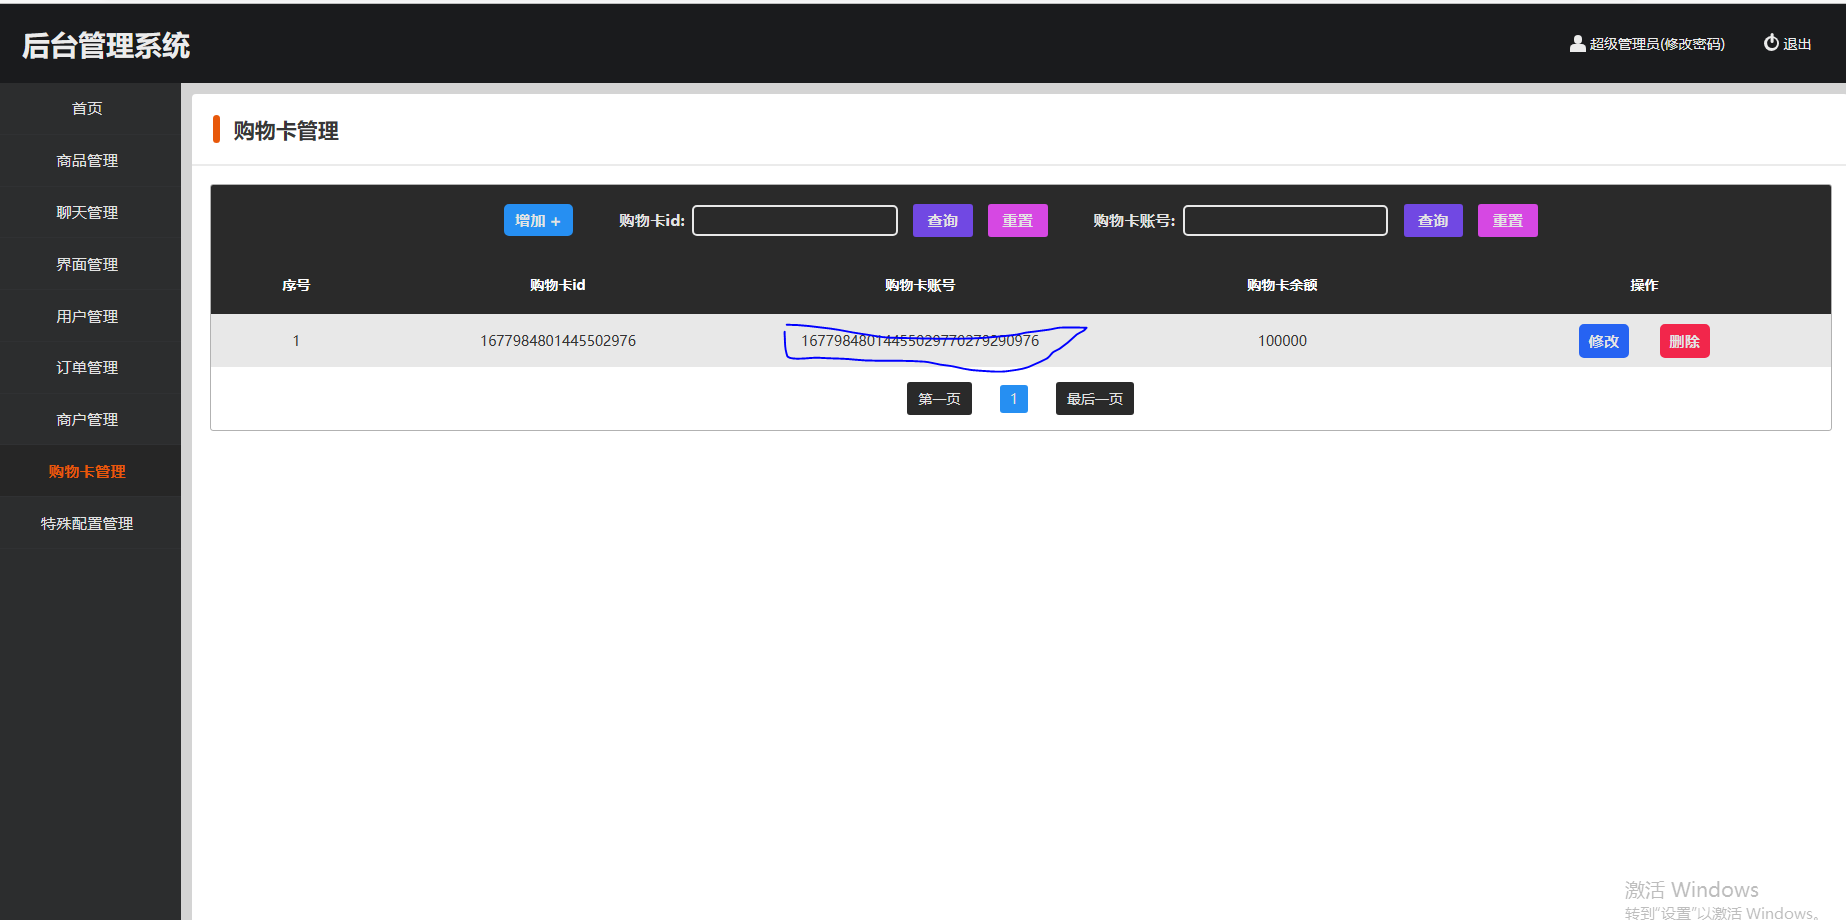 后台管理系统
超级管理员(修改密码)
退出
首页
商品管理
聊天管理
界面管理
用户管理
订单管理
商户管理
购物卡管理
特殊配置管理
购物卡管理
增加 + 购物卡id: 查询 重置 购物卡账号: 查询 重置
序号 购物卡id 购物卡账号 购物卡余额 操作
1 1677984801445502976 16779848014455029770279290976 100000 修改 删除
第一页 1 最后一页
激活 Windows
转到"设置"以激活 Windows。